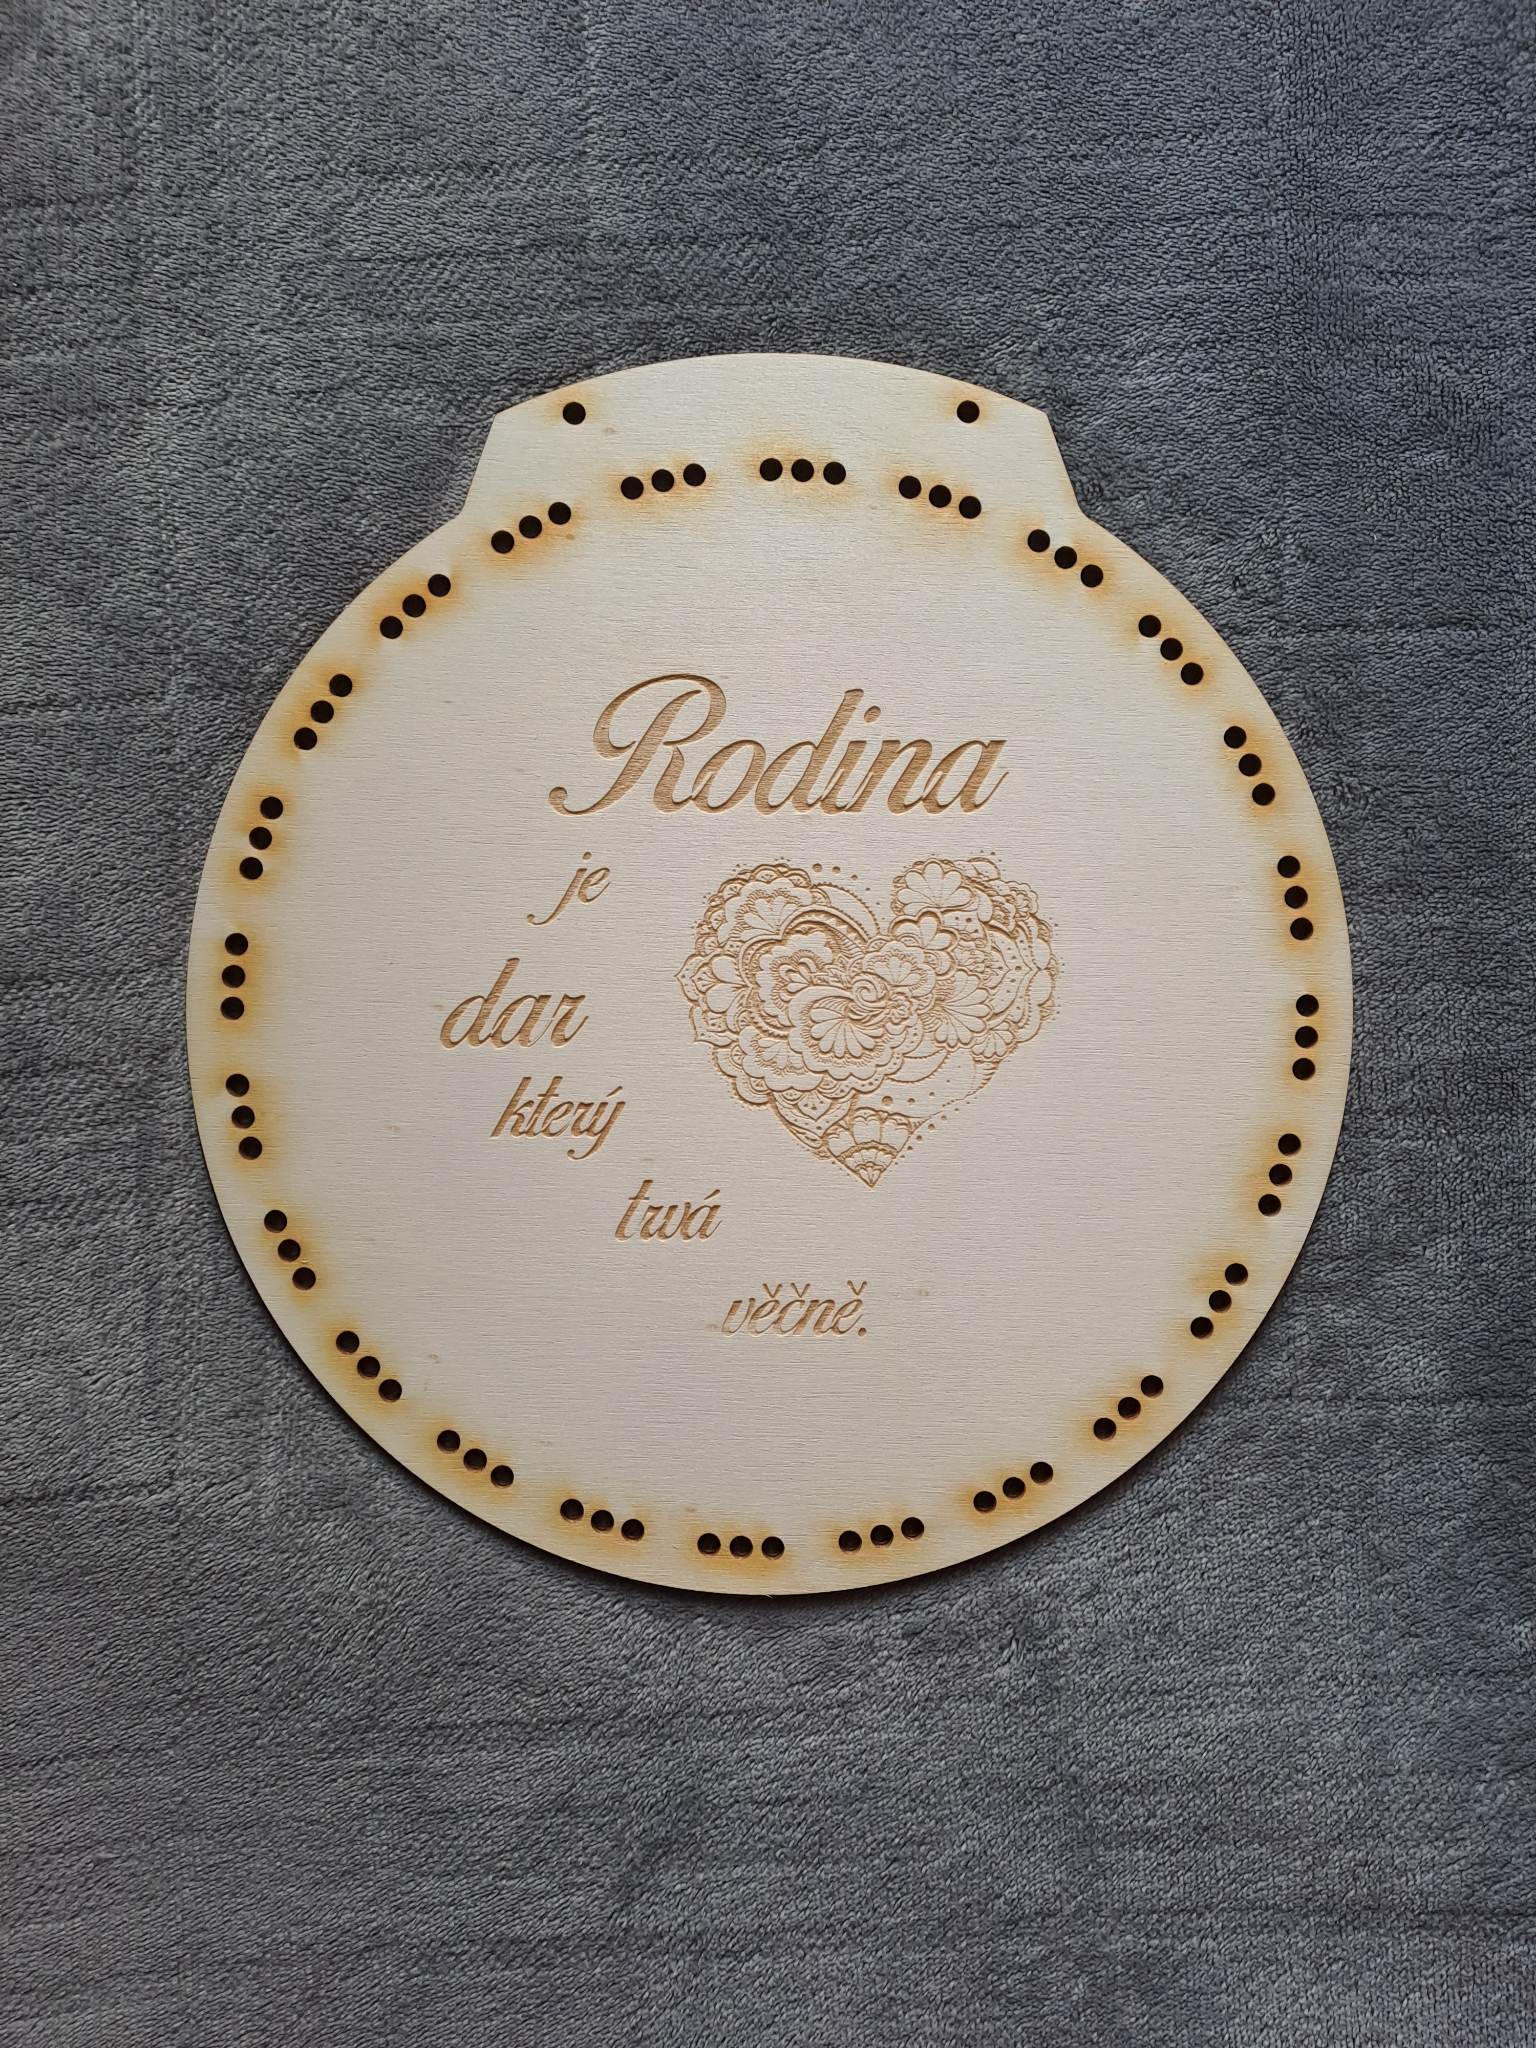 Rodina
je
dar
který
trvá
věčně.